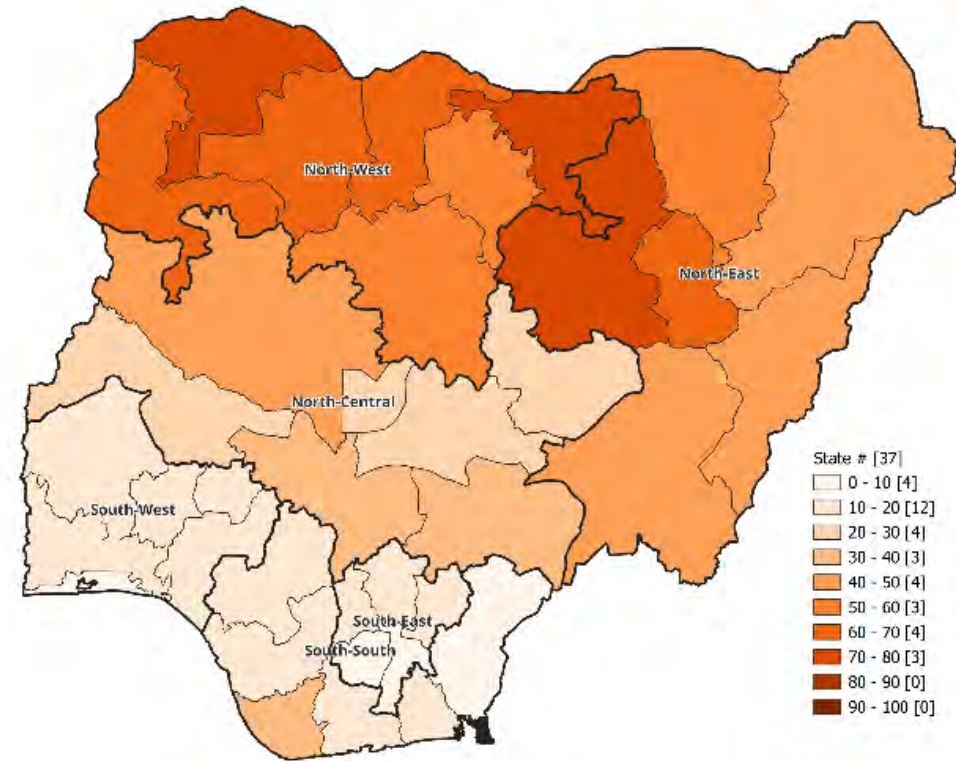 North-West
North-East
North-Central
South-West
South-East
South-South
State # [37]
0 - 10 [4]
10 - 20 [12]
20 - 30 [4]
30 - 40 [3]
40 - 50 [4]
50 - 60 [3]
60 - 70 [4]
70 - 80 [3]
80 - 90 [0]
90 - 100 [0]